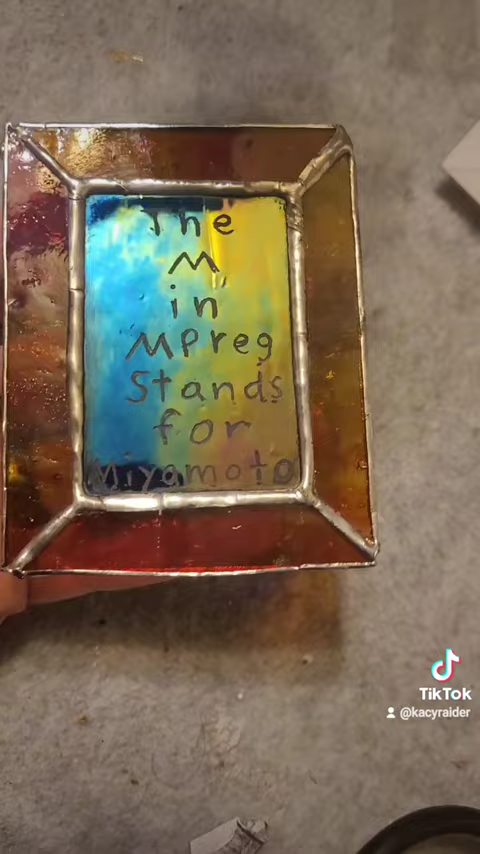 The
M
in
MPreg
Stands
for
Miyamoto
TikTok
@kacyraider